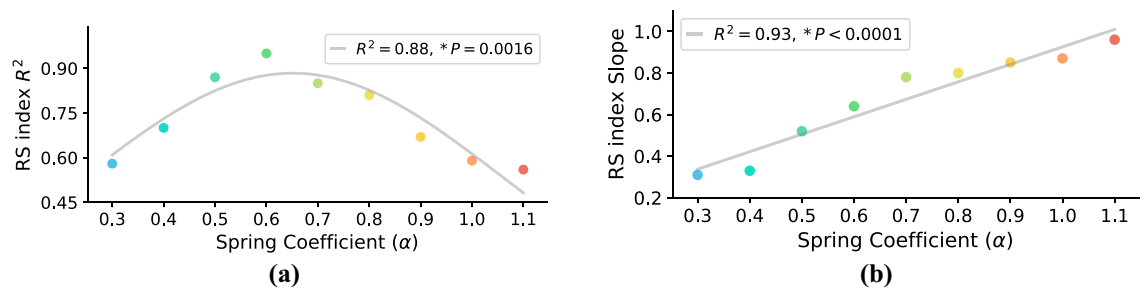 RS index R²
0.90
0.75
0.60
0.45
R² = 0.88, *P = 0.0016
0.3 0.4 0.5 0.6 0.7 0.8 0.9 1.0 1.1
Spring Coefficient (α)
(a)
RS index Slope
1.0
0.8
0.6
0.4
0.2
R² = 0.93, *P < 0.0001
0.3 0.4 0.5 0.6 0.7 0.8 0.9 1.0 1.1
Spring Coefficient (α)
(b)